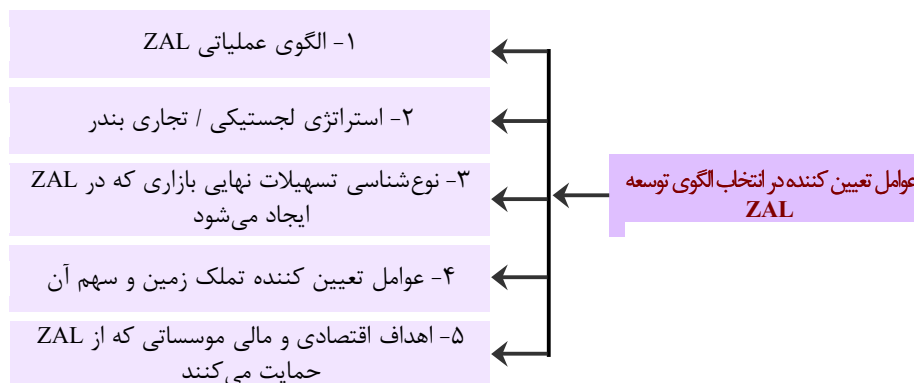 عوامل تعیین کننده در انتخاب الگوی توسعه
ZAL
۱- الگوی عملیاتی ZAL
۲- استراتژی لجستیکی / تجاری بندر
۳- نوع‌شناسی تسهیلات نهایی بازاری که در ZAL
ایجاد می‌شود
۴- عوامل تعیین کننده تملک زمین و سهم آن
۵- اهداف اقتصادی و مالی موسساتی که از ZAL
حمایت می‌کنند